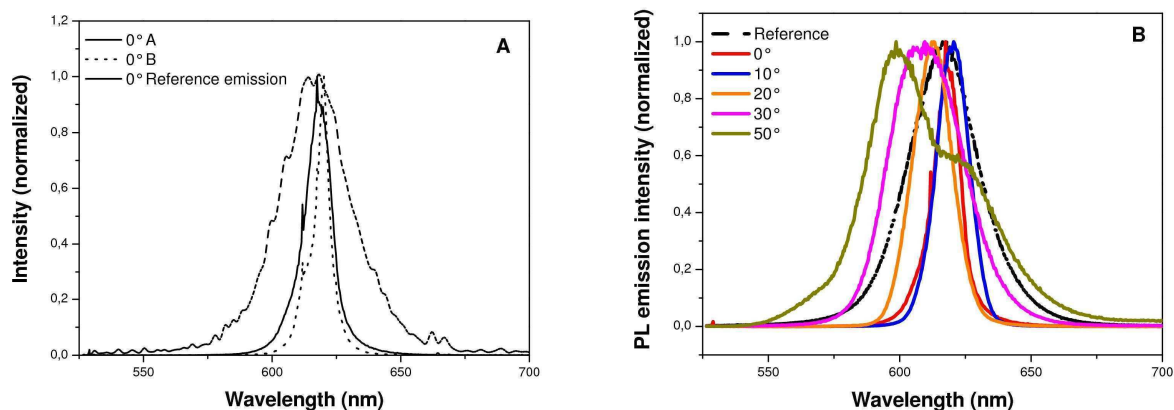 1,2
1,0
0,8
0,6
0,4
0,2
0,0
550
600
650
700
Intensity (normalized)
Wavelength (nm)
0° A
0° B
0° Reference emission
A
1,0
0,8
0,6
0,4
0,2
0,0
550
600
650
700
PL emission intensity (normalized)
Wavelength (nm)
Reference
0°
10°
20°
30°
50°
B